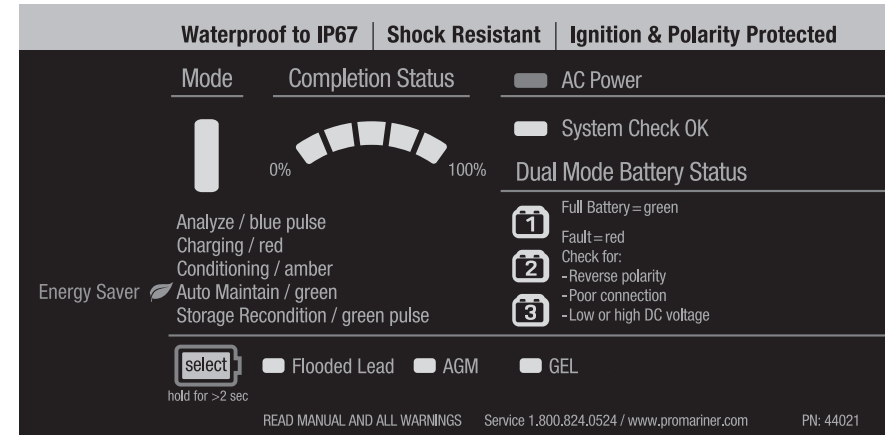 Waterproof to IP67 | Shock Resistant | Ignition & Polarity Protected
Mode
Completion Status
0%
100%
Analyze / blue pulse
Charging / red
Conditioning / amber
Energy Saver Auto Maintain / green
Storage Recondition / green pulse
AC Power
System Check OK
Dual Mode Battery Status
1
2
3
Full Battery=green
Fault=red
Check for:
-Reverse polarity
-Poor connection
-Low or high DC voltage
select
hold for >2 sec
Flooded Lead
AGM
GEL
READ MANUAL AND ALL WARNINGS Service 1.800.824.0524 / www.promariner.com PN: 44021